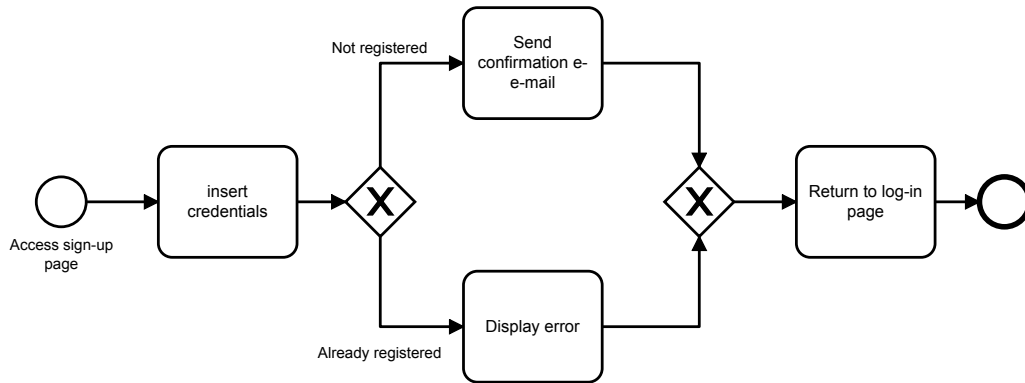 Access sign-up
page
insert
credentials
Not registered
Send
confirmation e-
e-mail
X
Already registered
Display error
X
Return to log-in
page